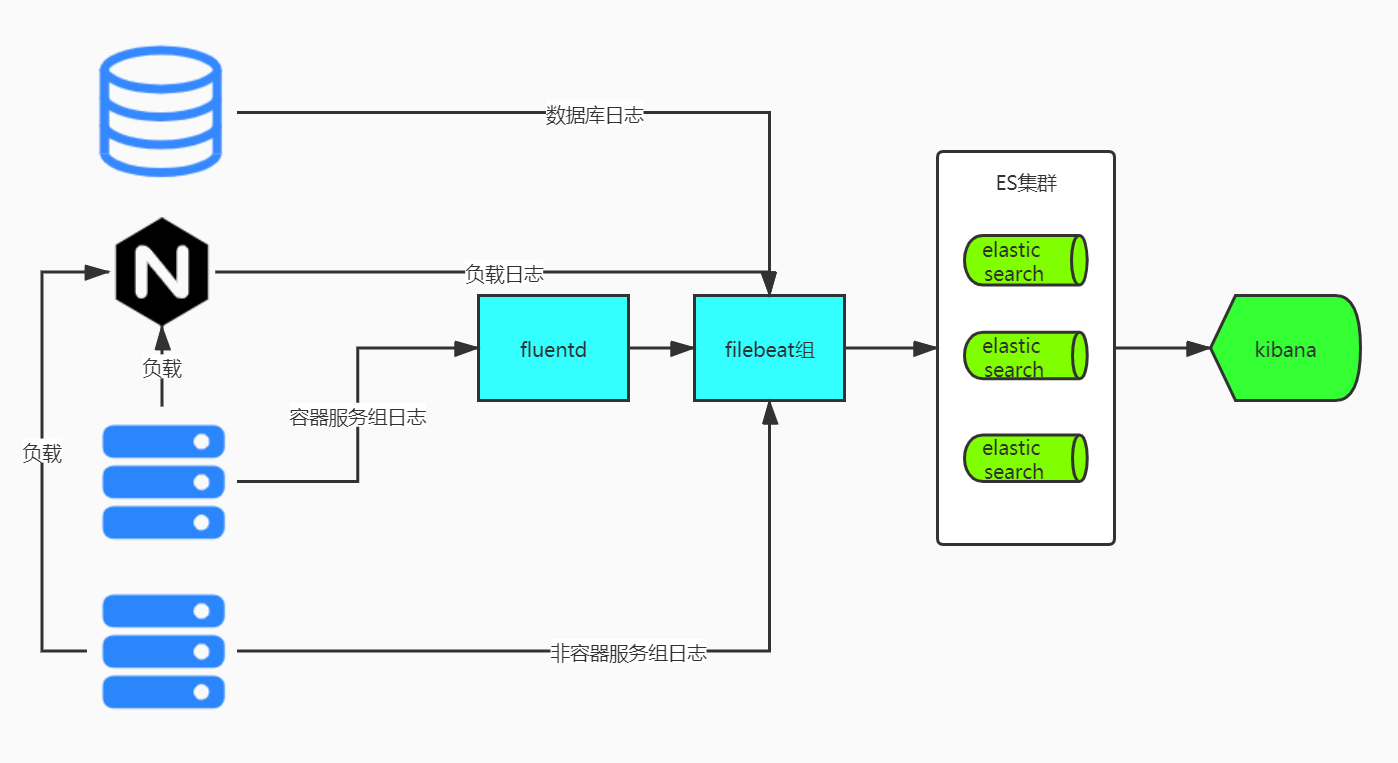 数据库日志
ES集群
elastic
search
负载日志
fluentd
filebeat组
elastic
search
kibana
负载
容器服务组日志
负载
elastic
search
非容器服务组日志